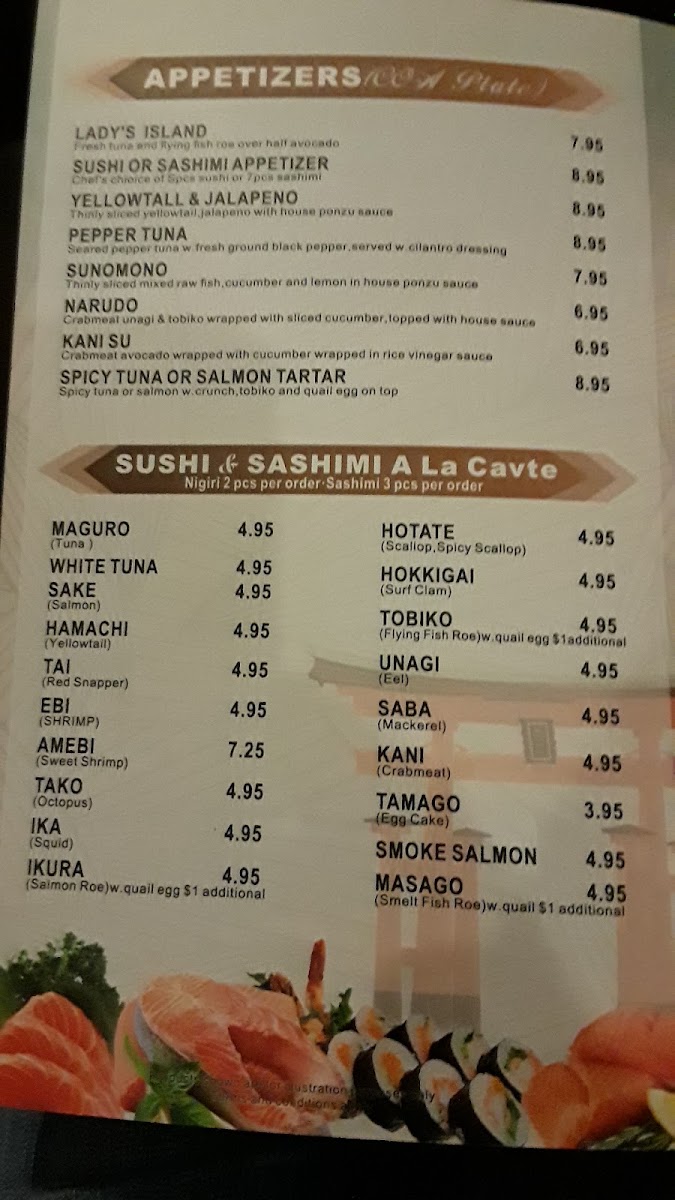 APPETIZERS
LADY'S ISLAND 7.95
Fresh tuna and flying fish roe over half avocado
SUSHI OR SASHIMI APPETIZER 8.95
Chef's choice of 5pcs sushi or 7pcs sashimi
YELLOWTALL & JALAPENO 8.95
Thinly sliced yellowtail,jalapeno with house ponzu sauce
PEPPER TUNA 8.95
Seared pepper tuna w.fresh ground black pepper,served w.cilantro dressing
SUNOMONO 7.95
Thinly sliced mixed raw fish,cucumber and lemon in house ponzu sauce
NARUDO 6.95
Crabmeat unagi & tobiko wrapped with sliced cucumber,topped with house sauce
KANI SU 6.95
Crabmeat avocado wrapped with cucumber wrapped in rice vinegar sauce
SPICY TUNA OR SALMON TARTAR 8.95
Spicy tuna or salmon w.crunch,tobiko and quail egg on top
SUSHI & SASHIMI A La Cavte
Nigiri 2 pcs per order·Sashimi 3 pcs per order
MAGURO 4.95
(Tuna )
WHITE TUNA 4.95
SAKE 4.95
(Salmon)
HAMACHI 4.95
(Yellowtail)
TAI 4.95
(Red Snapper)
EBI 4.95
(SHRIMP)
AMEBI 7.25
(Sweet Shrimp)
TAKO 4.95
(Octopus)
IKA 4.95
(Squid)
IKURA 4.95
(Salmon Roe)w.quail egg $1 additional
HOTATE 4.95
(Scallop,Spicy Scallop)
HOKKIGAI 4.95
(Surf Clam)
TOBIKO 4.95
(Flying Fish Roe)w.quail egg $1additional
UNAGI 4.95
(Eel)
SABA 4.95
(Mackerel)
KANI 4.95
(Crabmeat)
TAMAGO 3.95
(Egg Cake)
SMOKE SALMON 4.95
MASAGO 4.95
(Smelt Fish Roe)w.quail $1 additional